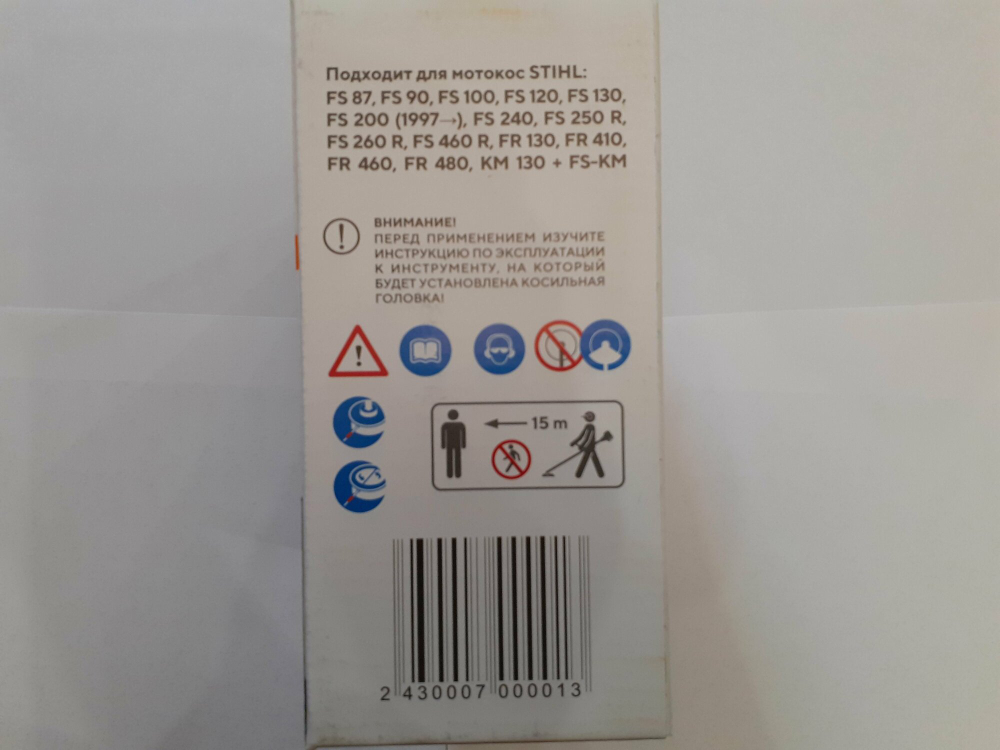 Подходит для мотокос STIHL:
FS 87, FS 90, FS 100, FS 120, FS 130,
FS 200 (1997→), FS 240, FS 250 R,
FS 260 R, FS 460 R, FR 130, FR 410,
FR 460, FR 480, KM 130 + FS-KM
ВНИМАНИЕ!
ПЕРЕД ПРИМЕНЕНИЕМ ИЗУЧИТЕ
ИНСТРУКЦИЮ ПО ЭКСПЛУАТАЦИИ
К ИНСТРУМЕНТУ, НА КОТОРЫЙ
БУДЕТ УСТАНОВЛЕНА КОСИЛЬНАЯ
ГОЛОВКА!
15 m
2 430007 000013